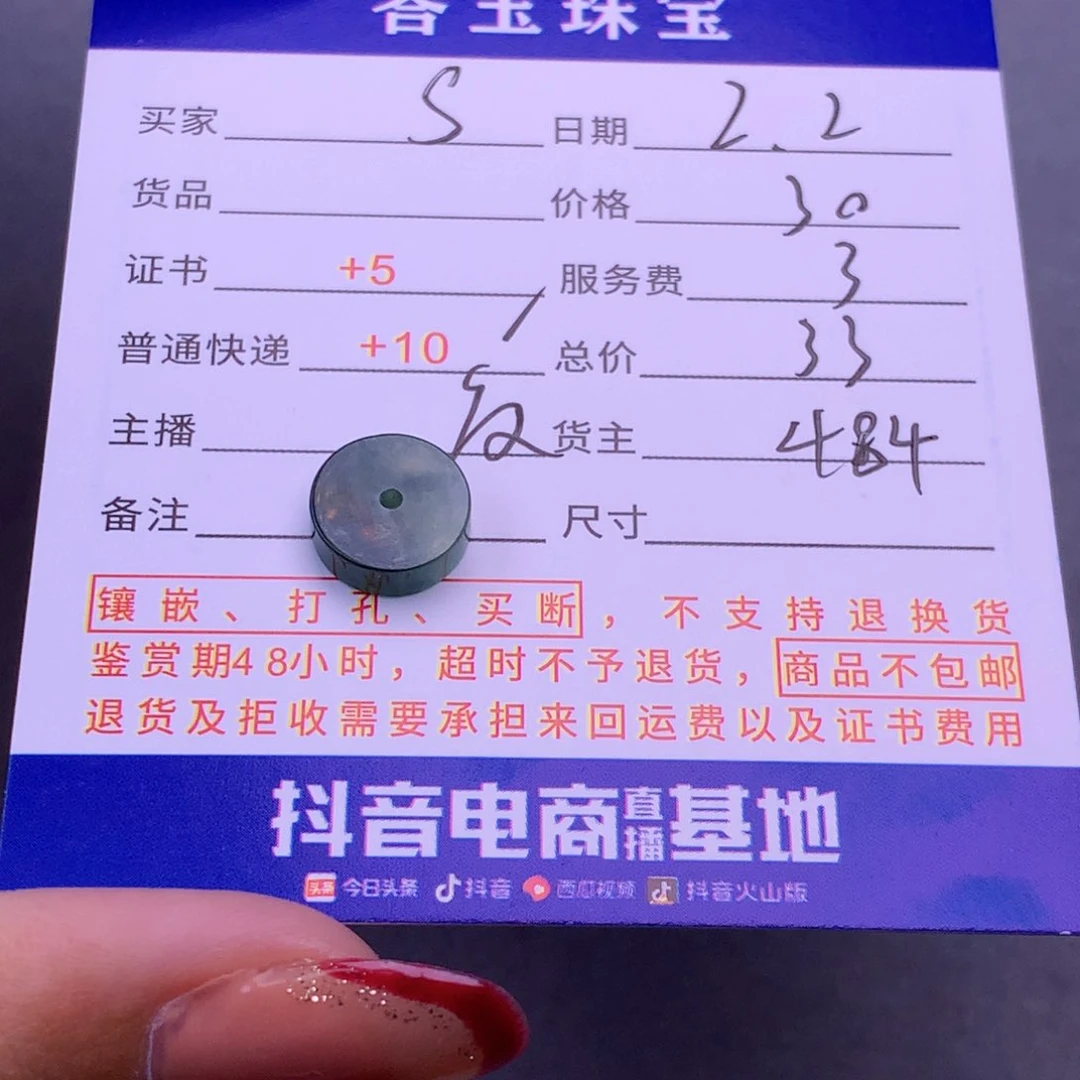 合玉珠宝
买家 S 日期 2.2
货品 价格 30
证书 +5 服务费 3
普通快递 +10 总价 33
主播 货主 484
备注 尺寸
镶嵌、打孔、买断，不支持退换货
鉴赏期48小时，超时不予退货，商品不包邮
退货及拒收需要承担来回运费以及证书费用
抖音电商直播基地
头条 今日头条 抖音 西瓜视频 抖音火山版